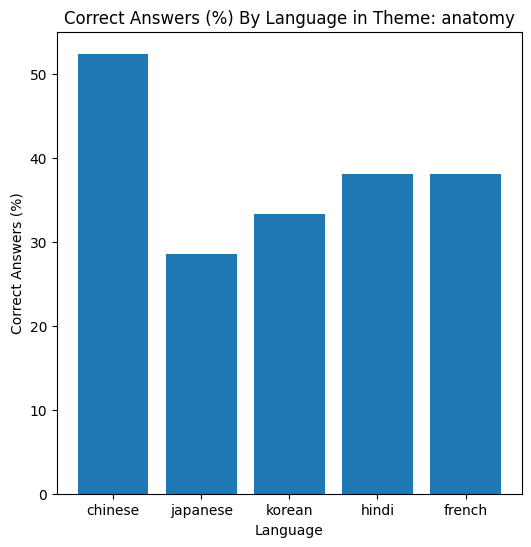 Correct Answers (%) By Language in Theme: anatomy
Correct Answers (%)
50
40
30
20
10
0
chinese japanese korean hindi french
Language